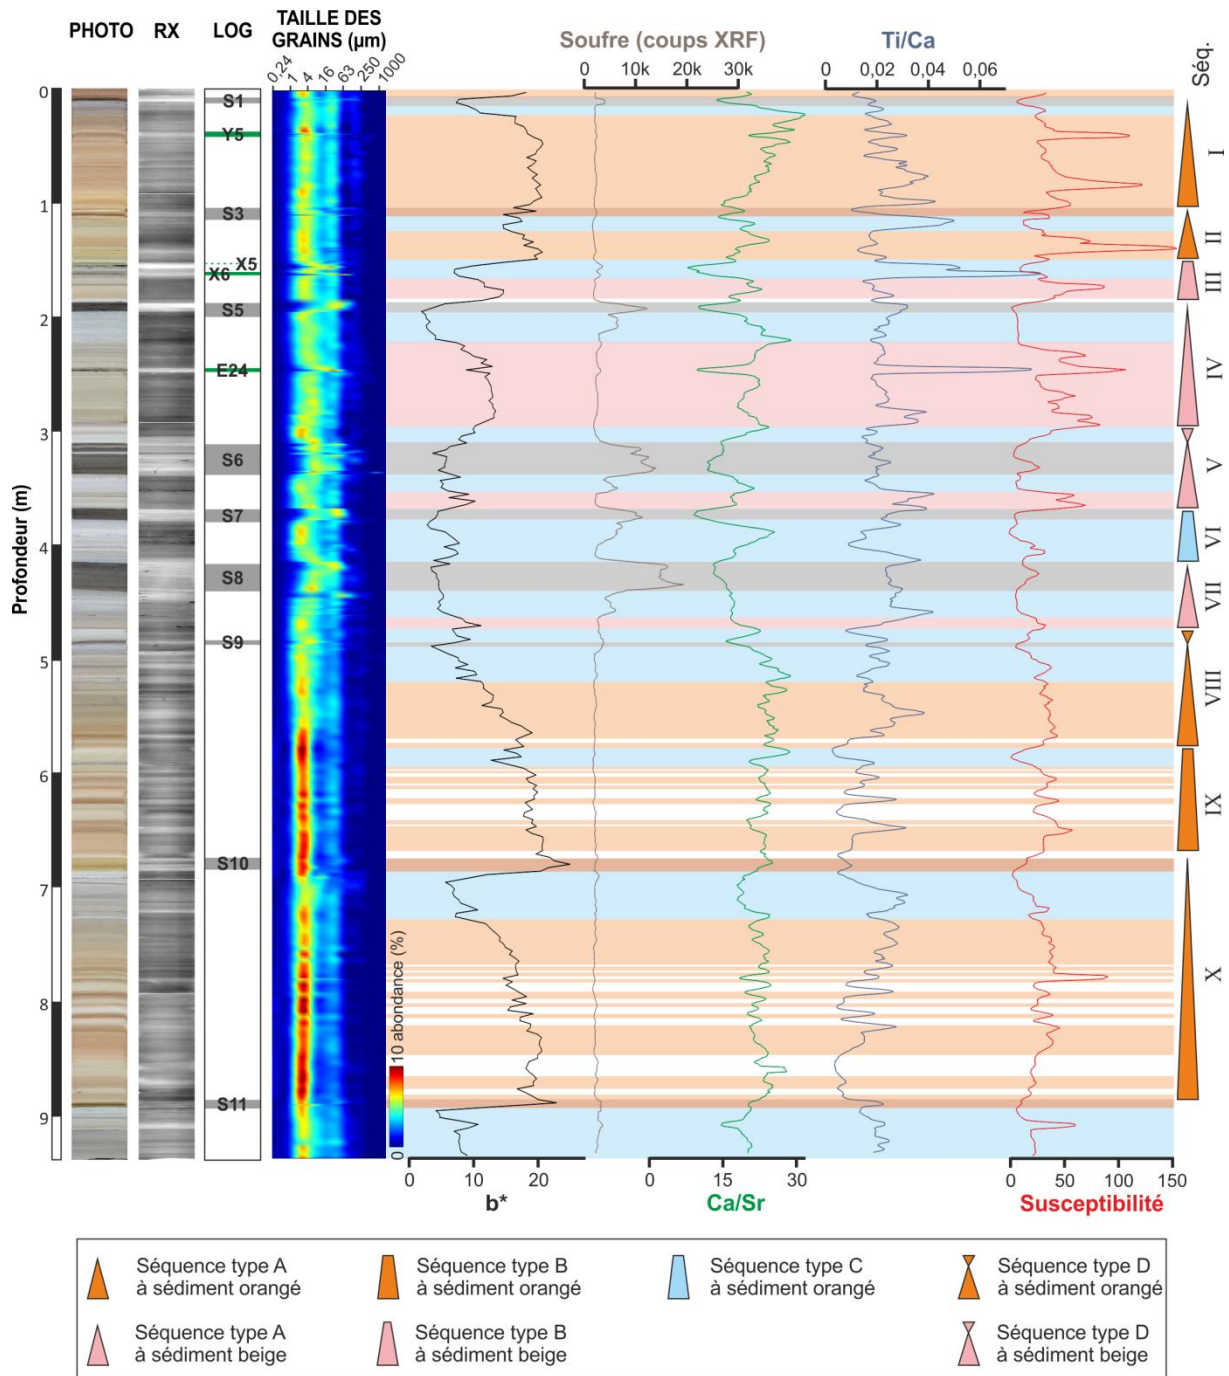 PHOTO
RX
LOG
TAILLE DES
GRAINS (µm)
0,24
1
4
16
63
250
1000
Soufre (coups XRF)
0
10k
20k
30k
Ti/Ca
0
0,02
0,04
0,06
Séq.
Profondeur (m)
0
1
2
3
4
5
6
7
8
9
S1
Y5
S3
X5
X6
S5
E24
S6
S7
S8
S9
S10
S11
I
II
III
IV
V
VI
VII
VIII
IX
X
0
10 abondance (%)
0
10
20
b*
0
10
30
Ca/Sr
0
50
100
150
Susceptibilité
Séquence type A
à sédiment orangé
Séquence type B
à sédiment orangé
Séquence type C
à sédiment orangé
Séquence type D
à sédiment orangé
Séquence type A
à sédiment beige
Séquence type B
à sédiment beige
Séquence type D
à sédiment beige